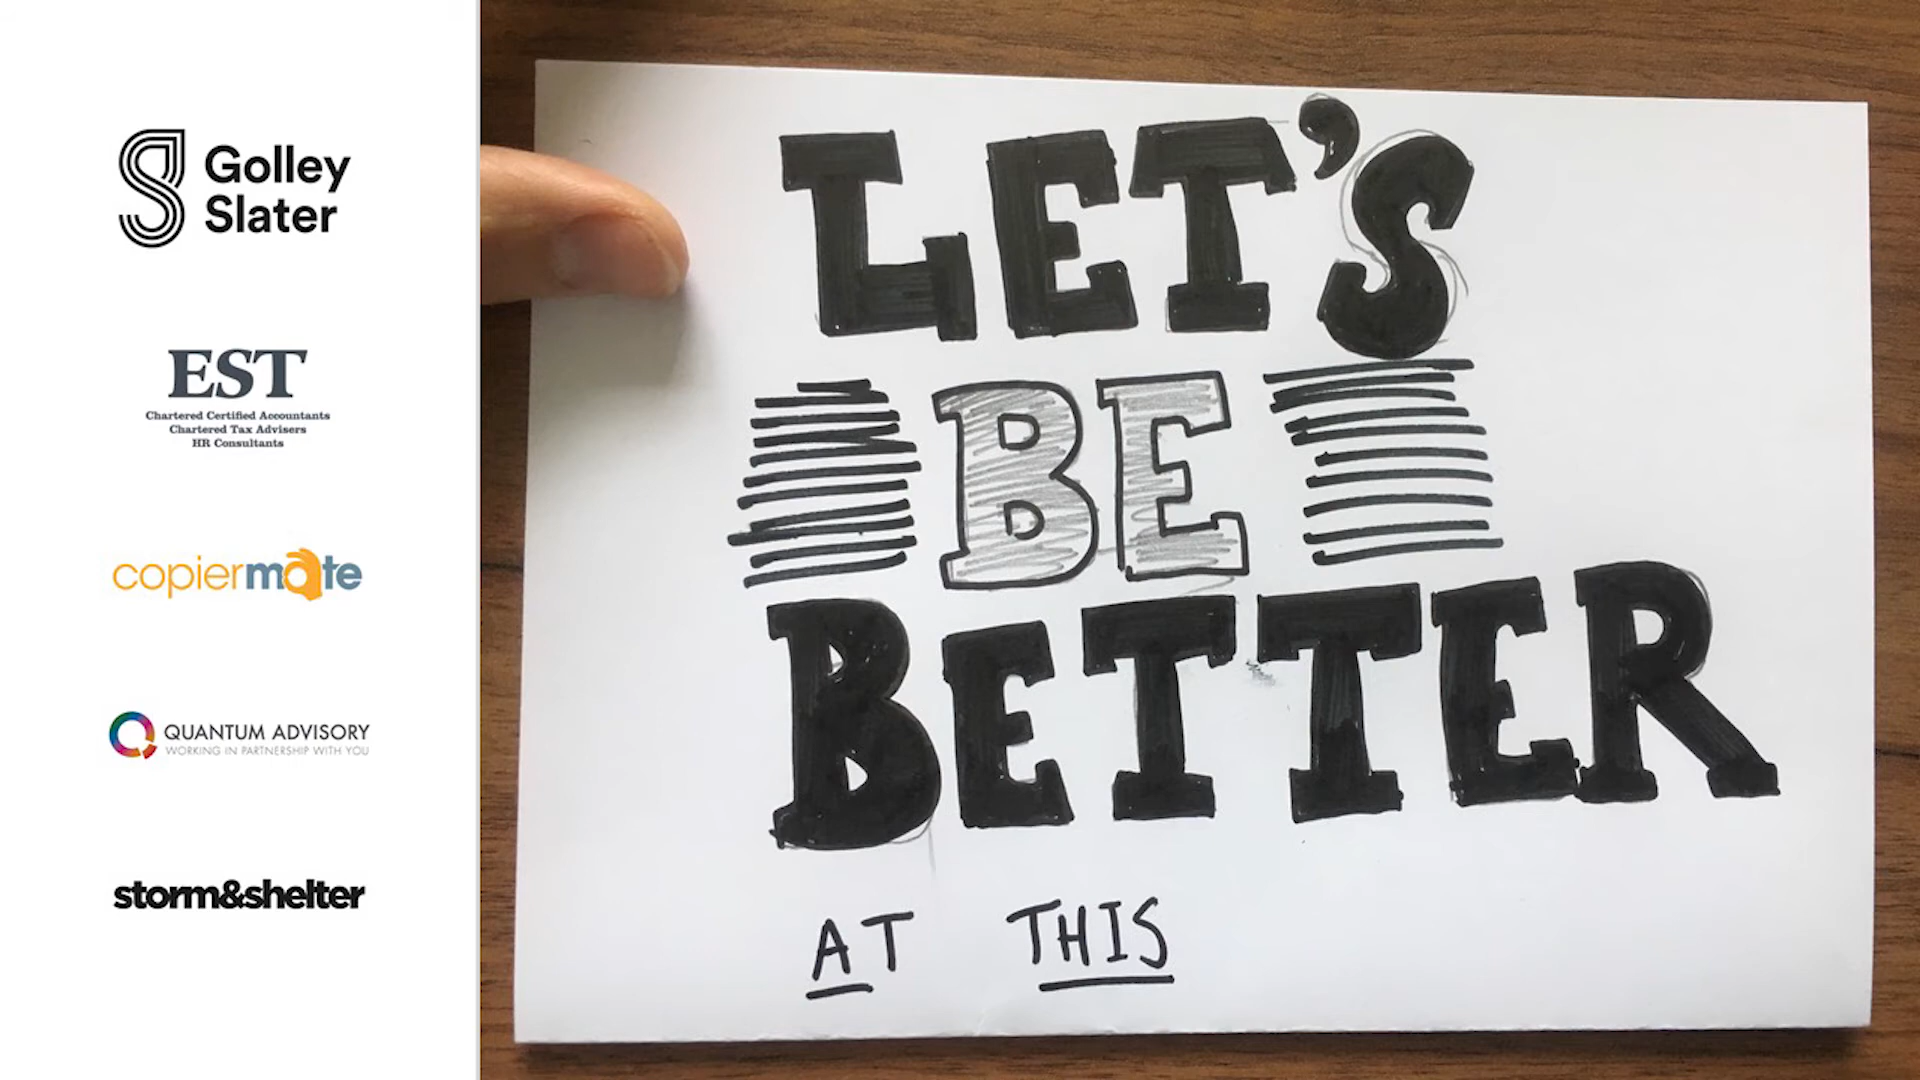 Golley
Slater
EST
Chartered Certified Accountants
Chartered Tax Advisers
HR Consultants
copiermate
QUANTUM ADVISORY
WORKING IN PARTNERSHIP WITH YOU
storm&shelter
LET'S
BE
BETTER
AT THIS